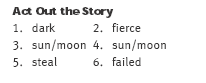 Act Out the Story
1. dark 2. fierce
3. sun/moon 4. sun/moon
5. steal 6. failed